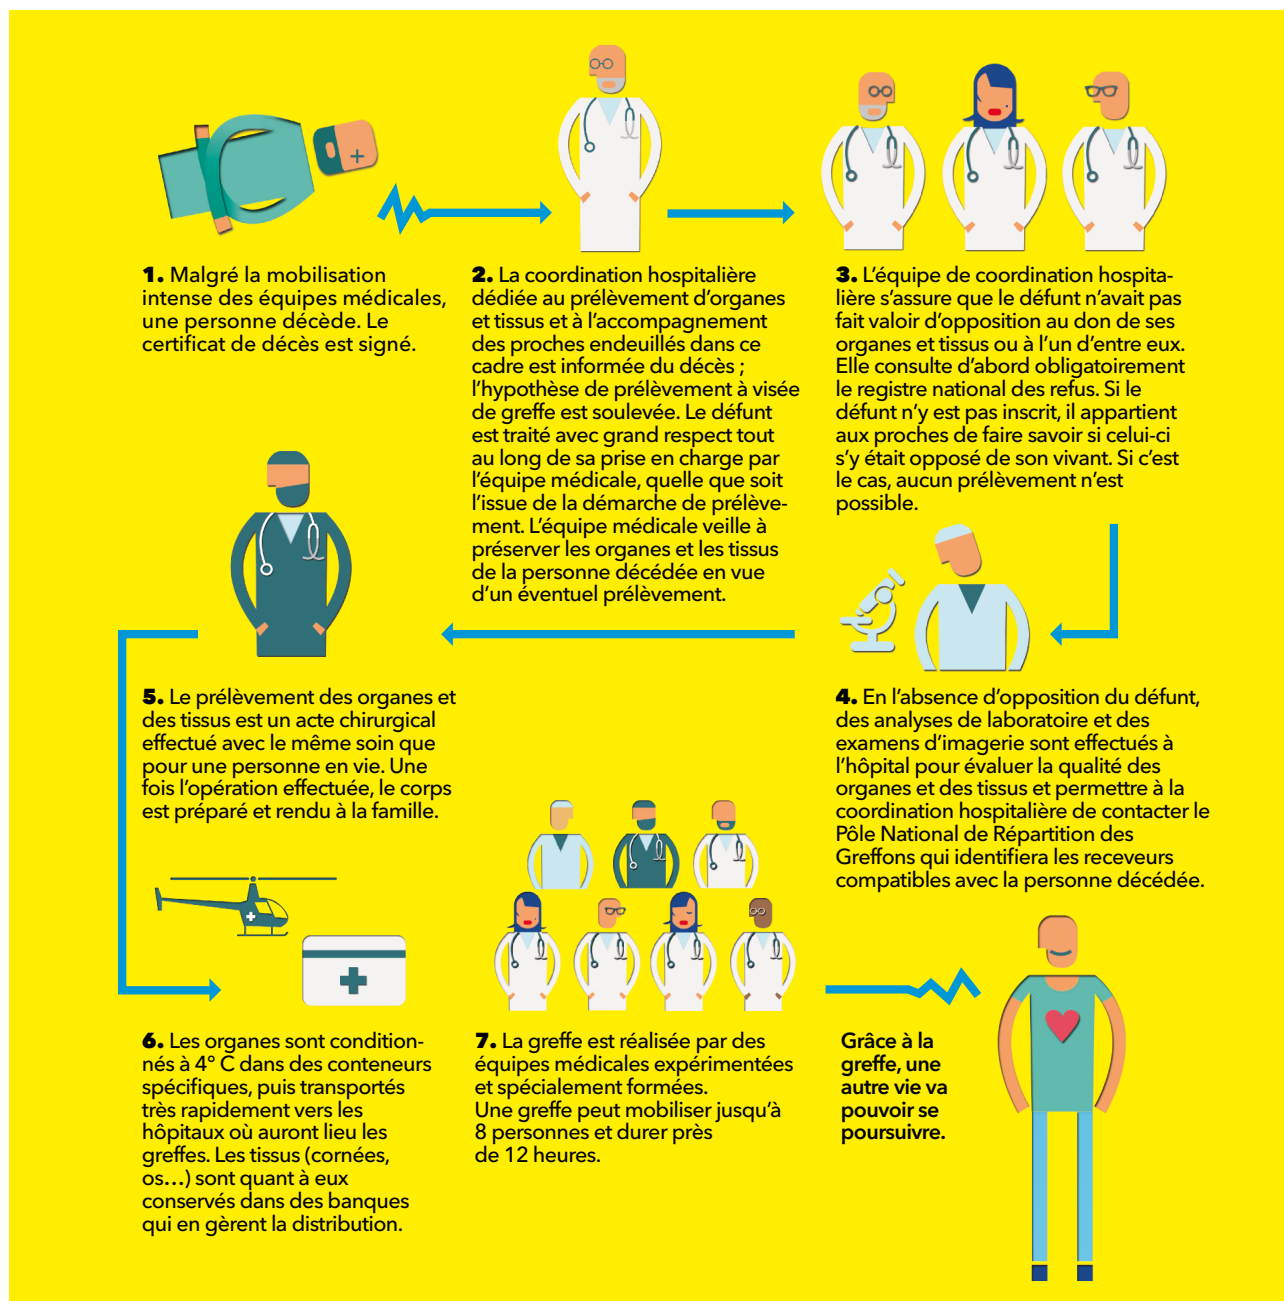 1. Malgré la mobilisation
intense des équipes médicales,
une personne décède. Le
certificat de décès est signé.
2. La coordination hospitalière
dédiée au prélèvement d’organes
et tissus et à l’accompagnement
des proches endeuillés dans ce
cadre est informée du décès ;
l’hypothèse de prélèvement à visée
de greffe est soulevée. Le défunt
est traité avec grand respect tout
au long de sa prise en charge par
l’équipe médicale, quelle que soit
l’issue de la démarche de prélève-
ment. L’équipe médicale veille à
préserver les organes et les tissus
de la personne décédée en vue
d’un éventuel prélèvement.
3. L’équipe de coordination hospita-
lière s’assure que le défunt n’avait pas
fait valoir d’opposition au don de ses
organes et tissus ou à l’un d’entre eux.
Elle consulte d’abord obligatoirement
le registre national des refus. Si le
défunt n’y est pas inscrit, il appartient
aux proches de faire savoir si celui-ci
s’y était opposé de son vivant. Si c’est
le cas, aucun prélèvement n’est
possible.
4. En l’absence d’opposition du défunt,
des analyses de laboratoire et des
examens d’imagerie sont effectués à
l’hôpital pour évaluer la qualité des
organes et des tissus et permettre à la
coordination hospitalière de contacter le
Pôle National de Répartition des
Greffons qui identifiera les receveurs
compatibles avec la personne décédée.
5. Le prélèvement des organes et
des tissus est un acte chirurgical
effectué avec le même soin que
pour une personne en vie. Une
fois l’opération effectuée, le corps
est préparé et rendu à la famille.
6. Les organes sont condition-
nés à 4° C dans des conteneurs
spécifiques, puis transportés
très rapidement vers les
hôpitaux où auront lieu les
greffes. Les tissus (cornées,
os...) sont quant à eux
conservés dans des banques
qui en gèrent la distribution.
7. La greffe est réalisée par des
équipes médicales expérimentées
et spécialement formées.
Une greffe peut mobiliser jusqu’à
8 personnes et durer près
de 12 heures.
Grâce à la
greffe, une
autre vie va
pouvoir se
poursuivre.